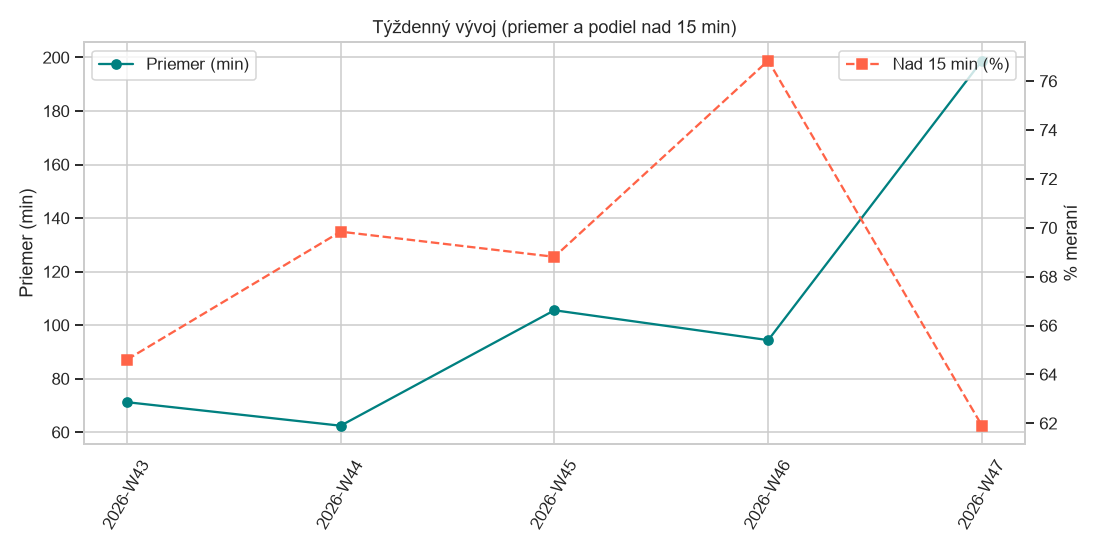 Týždenný vývoj (priemer a podiel nad 15 min)
Priemer (min)
Nad 15 min (%)
Priemer (min)
200
180
160
140
120
100
80
60
76
74
72
70
68
66
64
62
% meraní
2026-W43
2026-W44
2026-W45
2026-W46
2026-W47